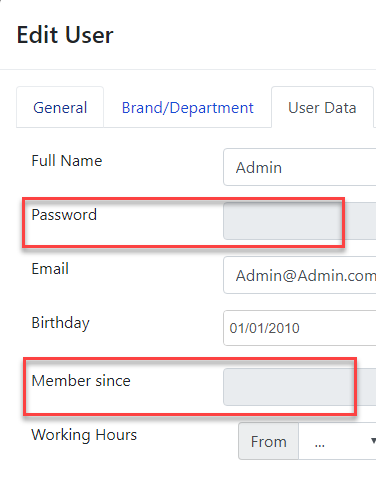 Edit User
General Brand/Department User Data
Full Name Admin
Password
Email Admin@Admin.com
Birthday 01/01/2010
Member since
Working Hours From ...